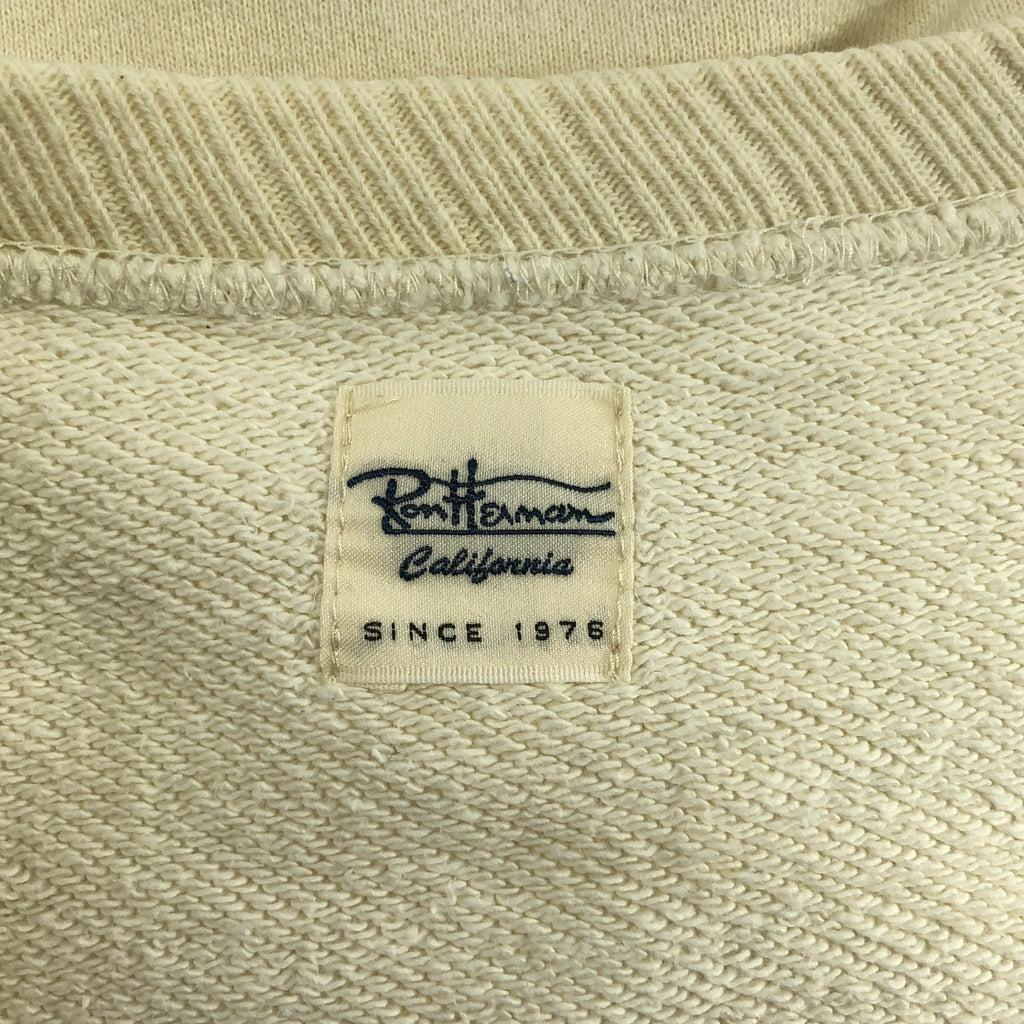 Ron Herman
California
SINCE 1976